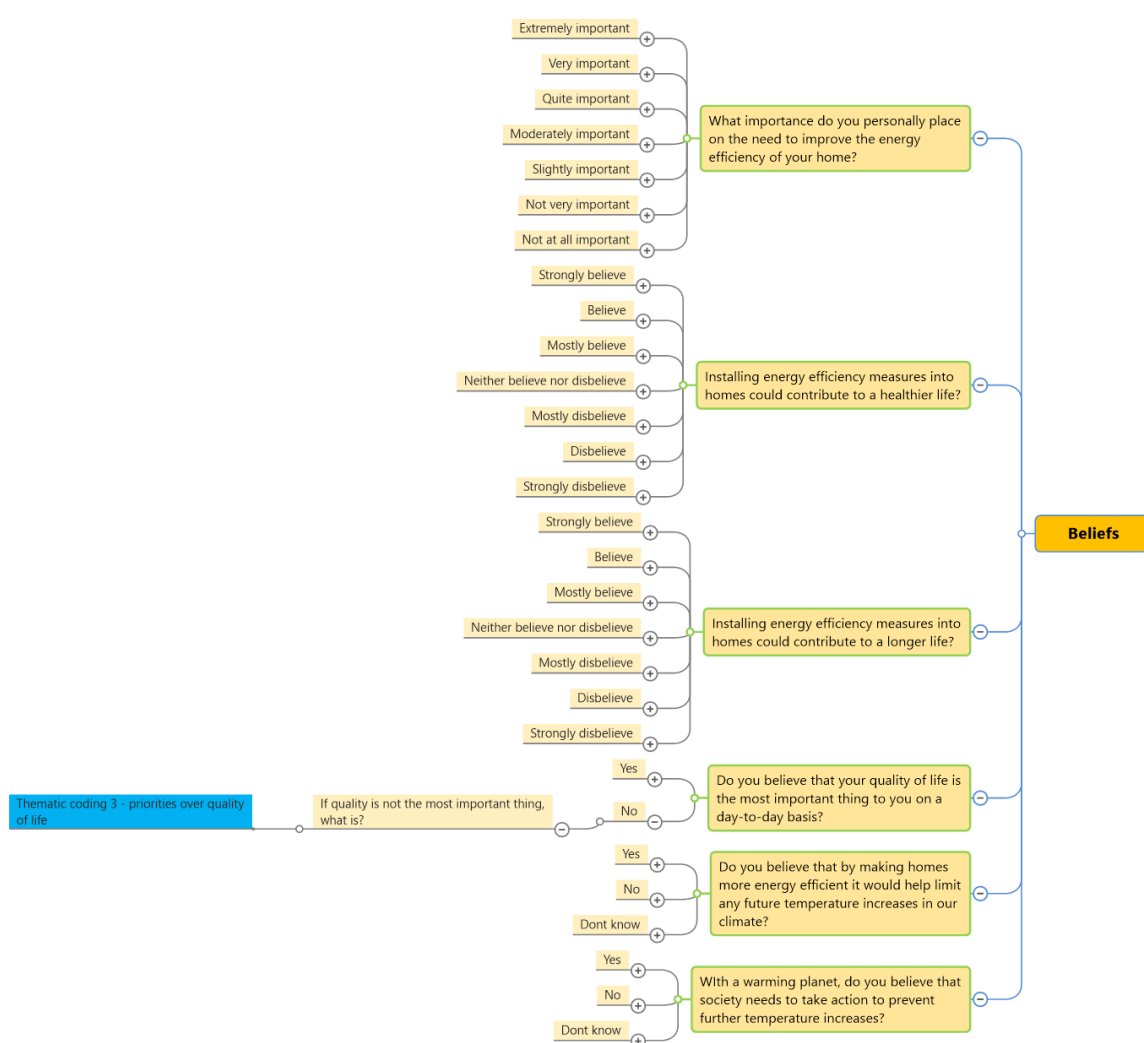 Extremely important
Very important
Quite important
Moderately important
Slightly important
Not very important
Not at all important
What importance do you personally place
on the need to improve the energy
efficiency of your home?
Strongly believe
Believe
Mostly believe
Neither believe nor disbelieve
Mostly disbelieve
Disbelieve
Strongly disbelieve
Installing energy efficiency measures into
homes could contribute to a healthier life?
Beliefs
Strongly believe
Believe
Mostly believe
Neither believe nor disbelieve
Mostly disbelieve
Disbelieve
Strongly disbelieve
Installing energy efficiency measures into
homes could contribute to a longer life?
Yes
No
Do you believe that your quality of life is
the most important thing to you on a
day-to-day basis?
If quality is not the most important thing,
what is?
Thematic coding 3 - priorities over quality
of life
Yes
No
Dont know
Do you believe that by making homes
more energy efficient it would help limit
any future temperature increases in our
climate?
Yes
No
Dont know
WIth a warming planet, do you believe that
society needs to take action to prevent
further temperature increases?